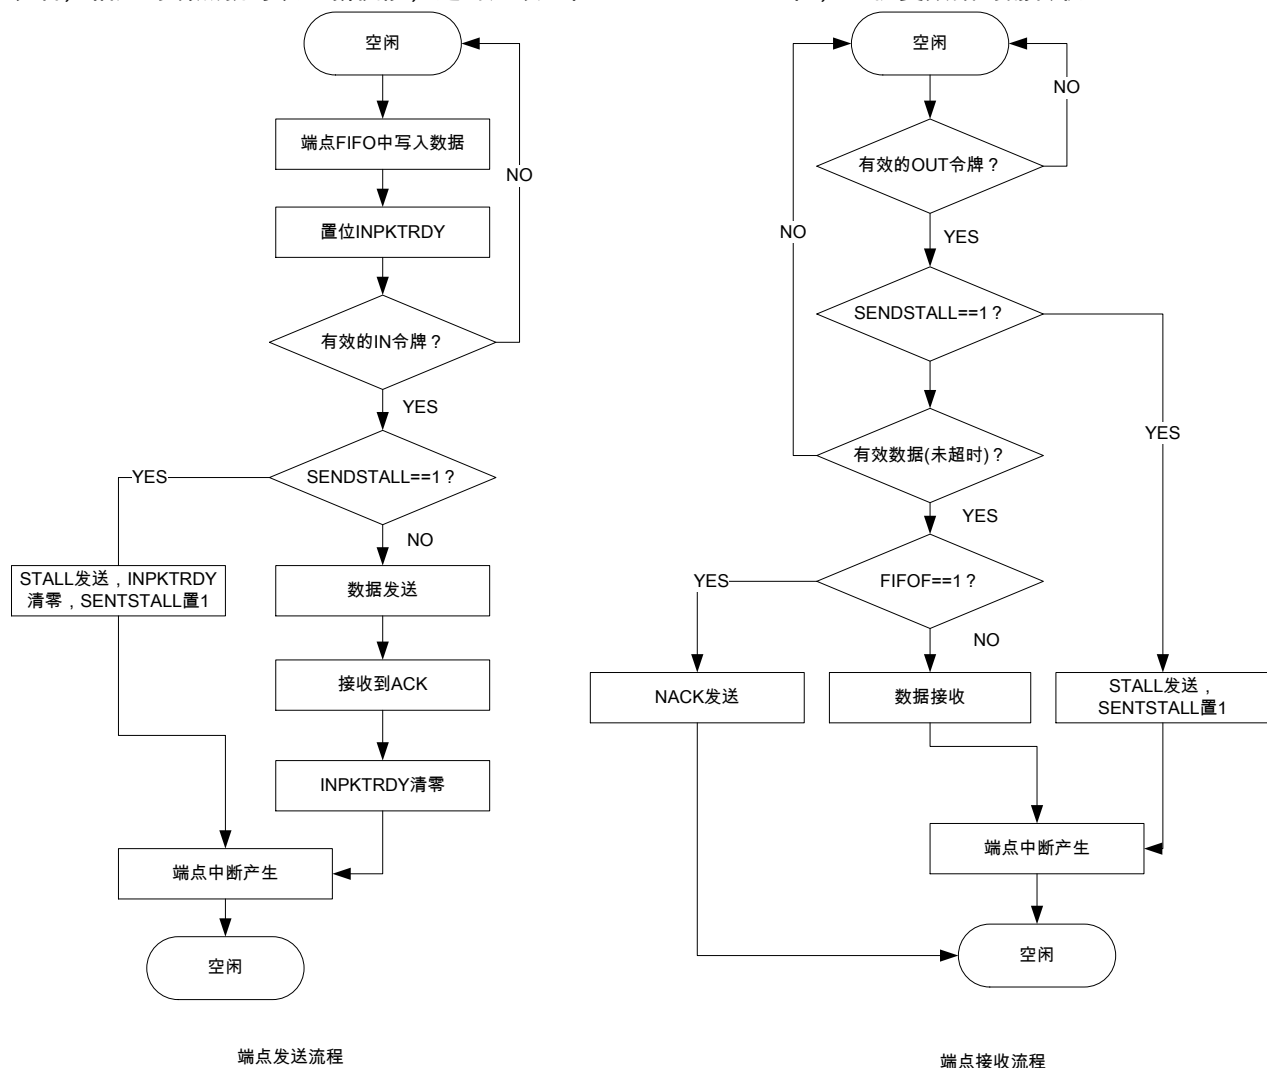 空闲
端点FIFO中写入数据
NO
置位INPKTRDY
有效的IN令牌？
YES
SENDSTALL==1？
YES
NO
STALL发送，INPKTRDY
清零，SENTSTALL置1
数据发送
接收到ACK
INPKTRDY清零
端点中断产生
空闲
端点发送流程
空闲
NO
有效的OUT令牌？
NO
YES
SENDSTALL==1？
YES
有效数据(未超时)？
YES
FIFOF==1？
YES
NO
NACK发送
数据接收
STALL发送，
SENTSTALL置1
端点中断产生
空闲
端点接收流程